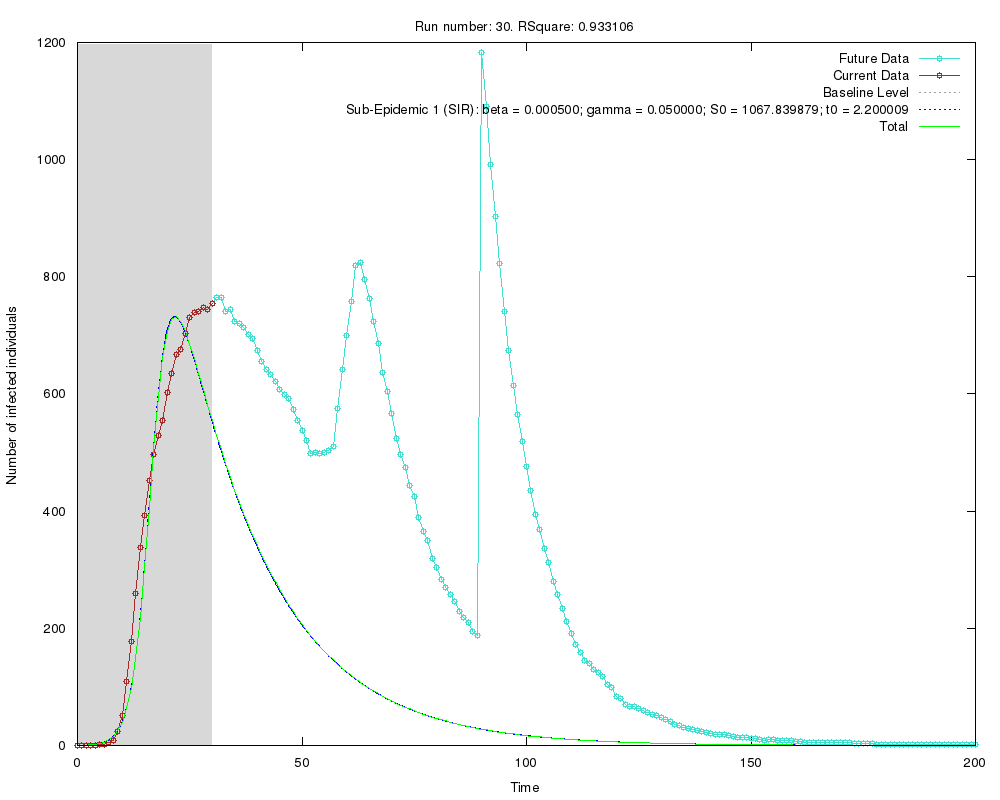 Run number: 30. RSquare: 0.933106
Future Data
Current Data
Baseline Level
Sub-Epidemic 1 (SIR): beta = 0.000500; gamma = 0.050000; S0 = 1067.839879; t0 = 2.200009
Total
1200
1000
800
600
400
200
0
Number of infected individuals
0 50 100 150 200
Time